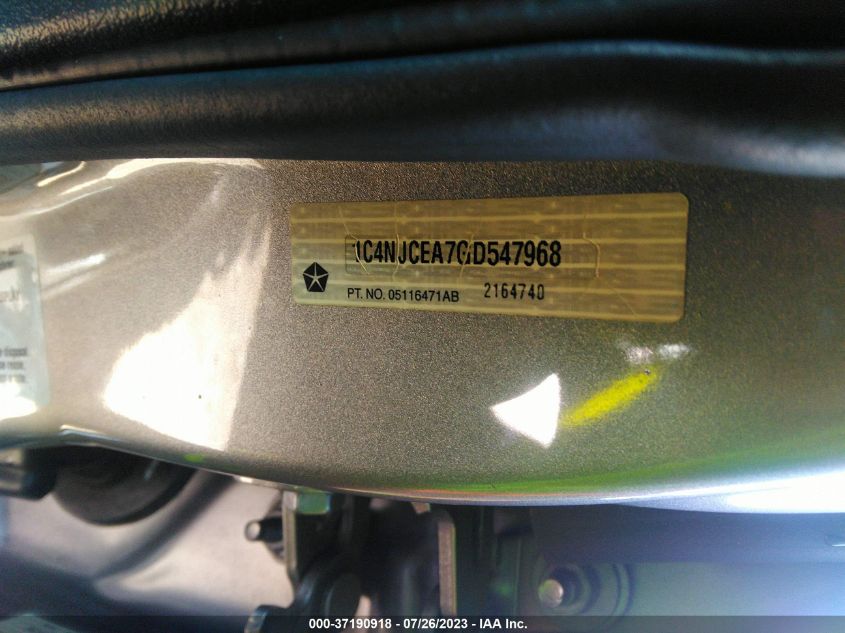 1C4NJCEA7GD547968
PT. NO. 05116471AB 2164740
000-37190918 / 07/26/2023 - IAA Inc.